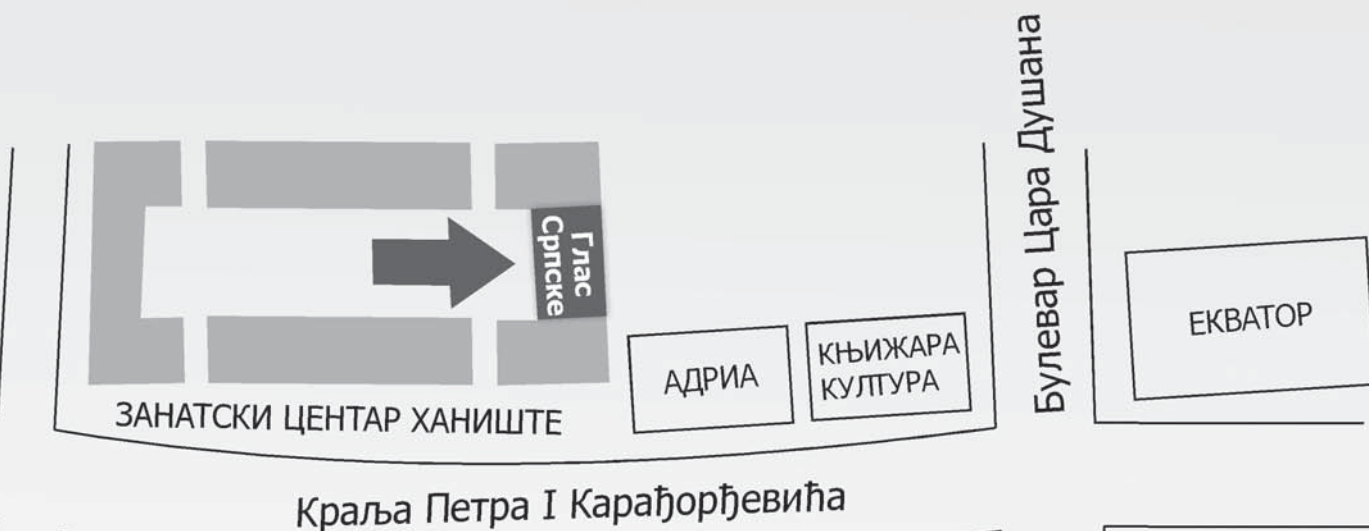 Булевар Цара Душана
Глас
Српске
ЕКВАТОР
АДРИА
КЊИЖАРА
КУЛТУРА
ЗАНАТСКИ ЦЕНТАР ХАНИШТЕ
Краља Петра I Карађорђевића